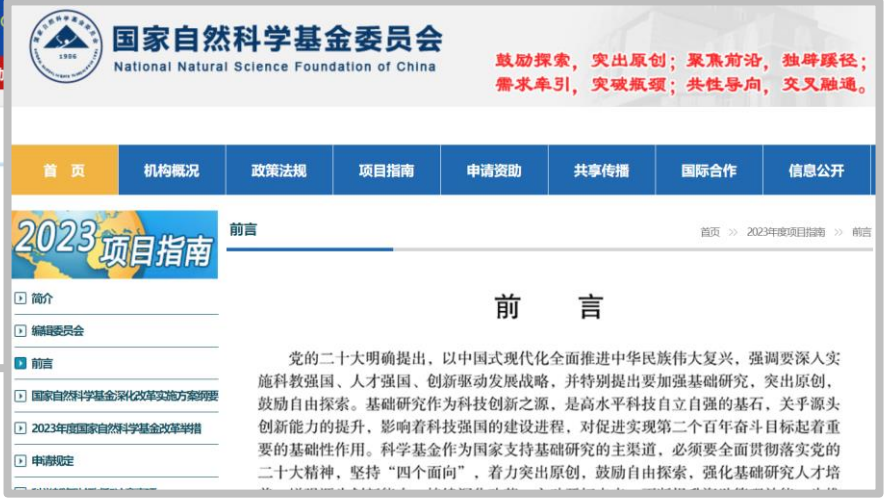 国家自然科学基金委员会
National Natural Science Foundation of China
1986
鼓励探索，突出原创；聚焦前沿，独辟蹊径；
需求牵引，突破瓶颈；共性导向，交叉融通。
首 页 机构概况 政策法规 项目指南 申请资助 共享传播 国际合作 信息公开
2023项目指南
简介
编辑委员会
前言
国家自然科学基金深化改革实施方案纲要
2023年度国家自然科学基金改革举措
申请规定
前言
首页 >> 2023年度项目指南 >> 前言
前 言
党的二十大明确提出，以中国式现代化全面推进中华民族伟大复兴，强调要深入实
施科教强国、人才强国、创新驱动发展战略，并特别提出要加强基础研究，突出原创，
鼓励自由探索。基础研究作为科技创新之源，是高水平科技自立自强的基石，关乎源头
创新能力的提升，影响着科技强国的建设进程，对促进实现第二个百年奋斗目标起着重
要的基础性作用。科学基金作为国家支持基础研究的主渠道，必须要全面贯彻落实党的
二十大精神，坚持“四个面向”，着力突出原创，鼓励自由探索，强化基础研究人才培